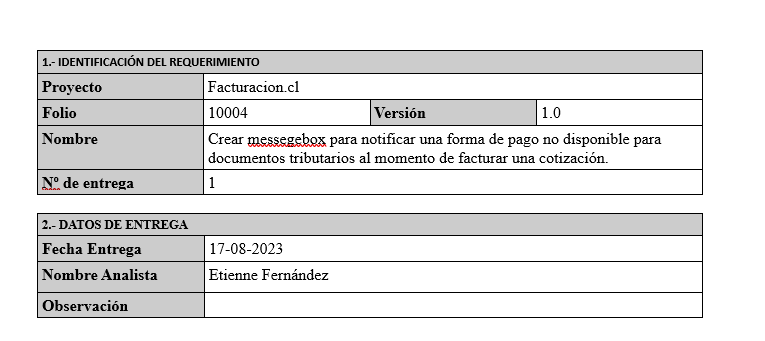 1.- IDENTIFICACIÓN DEL REQUERIMIENTO
Proyecto Facturacion.cl
Folio 10004 Versión 1.0
Nombre Crear messegebox para notificar una forma de pago no disponible para
documentos tributarios al momento de facturar una cotización.
Nº de entrega 1
2.- DATOS DE ENTREGA
Fecha Entrega 17-08-2023
Nombre Analista Etienne Fernández
Observación